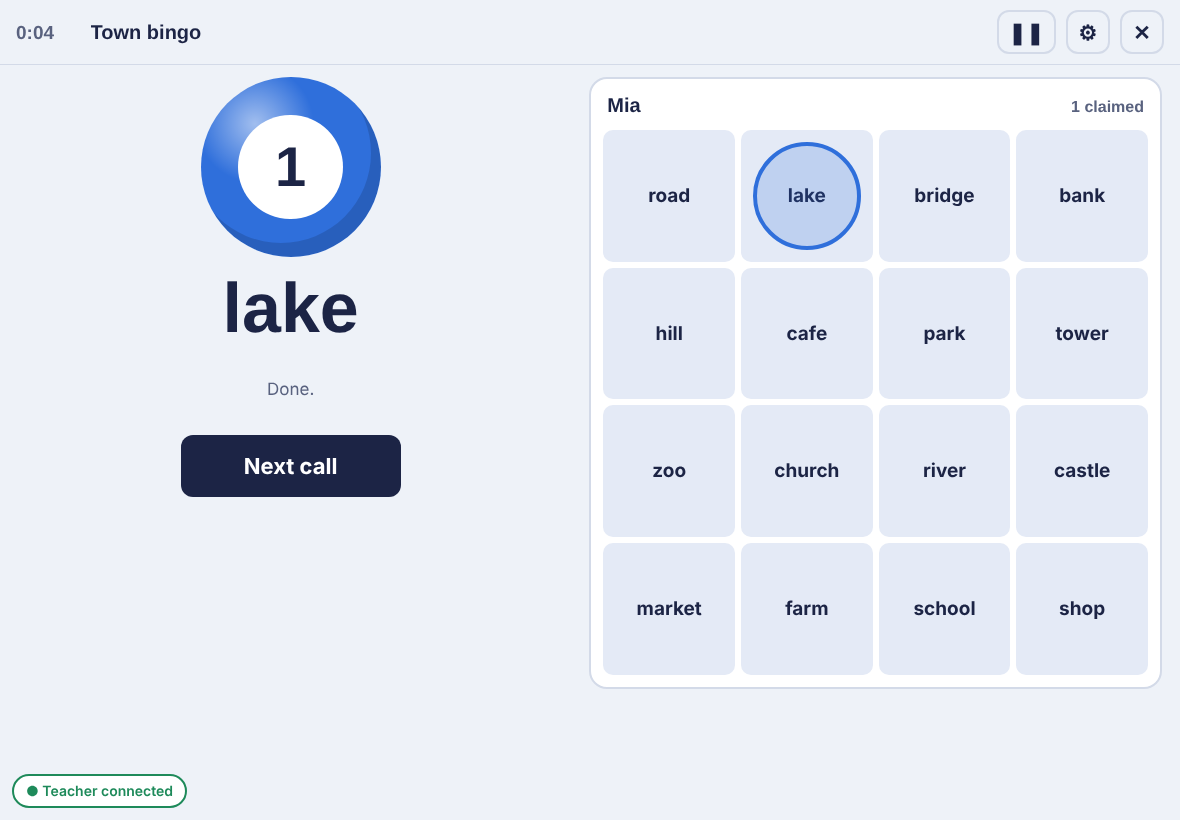 0:04 Town bingo
1
lake
Done.
Next call
Mia 1 claimed
road lake bridge bank
hill cafe park tower
zoo church river castle
market farm school shop
Teacher connected